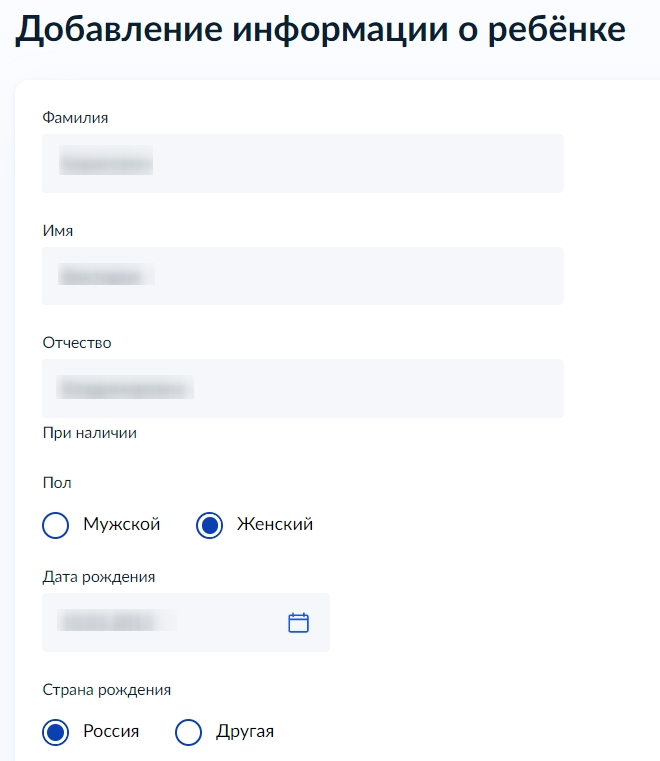 Добавление информации о ребёнке
Фамилия
Имя
Отчество
При наличии
Пол
Мужской Женский
Дата рождения
Страна рождения
Россия Другая